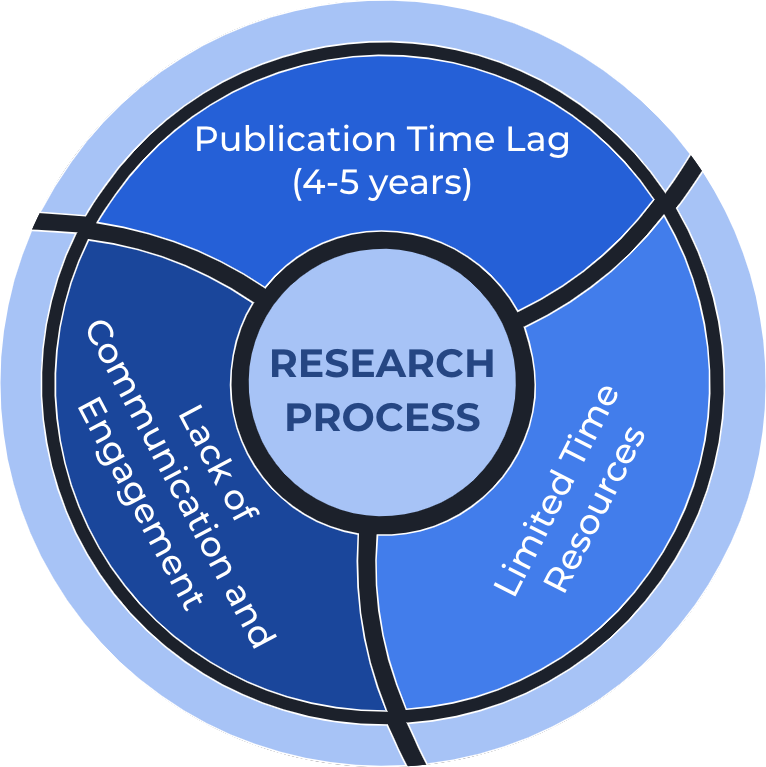 Publication Time Lag
(4-5 years)
RESEARCH
PROCESS
Lack of
Communication and
Engagement
Limited Time
Resources